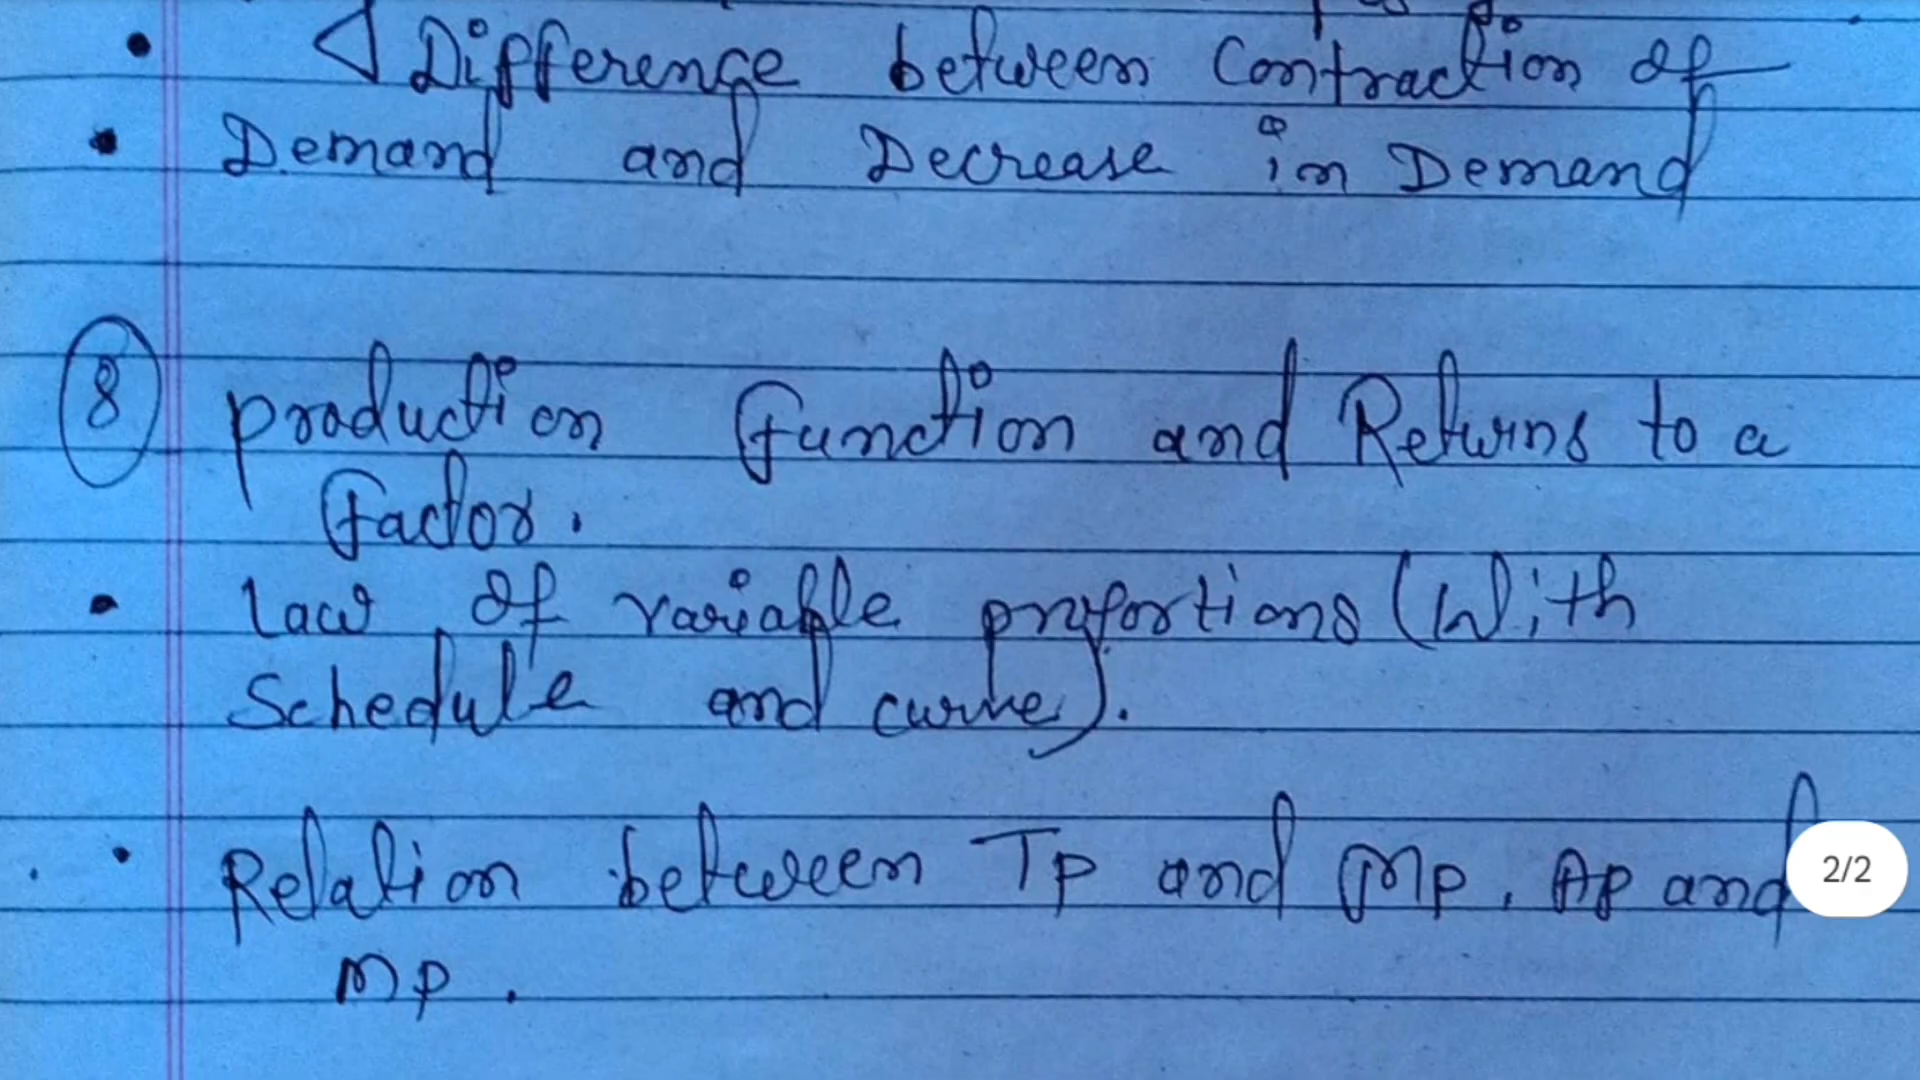 Difference between Contraction of
Demand and Decrease in Demand
8 production function and Returns to a
factor.
Law of variable proportions (With
Schedule and curve).
Relation between TP and MP, AP and
MP.
2/2